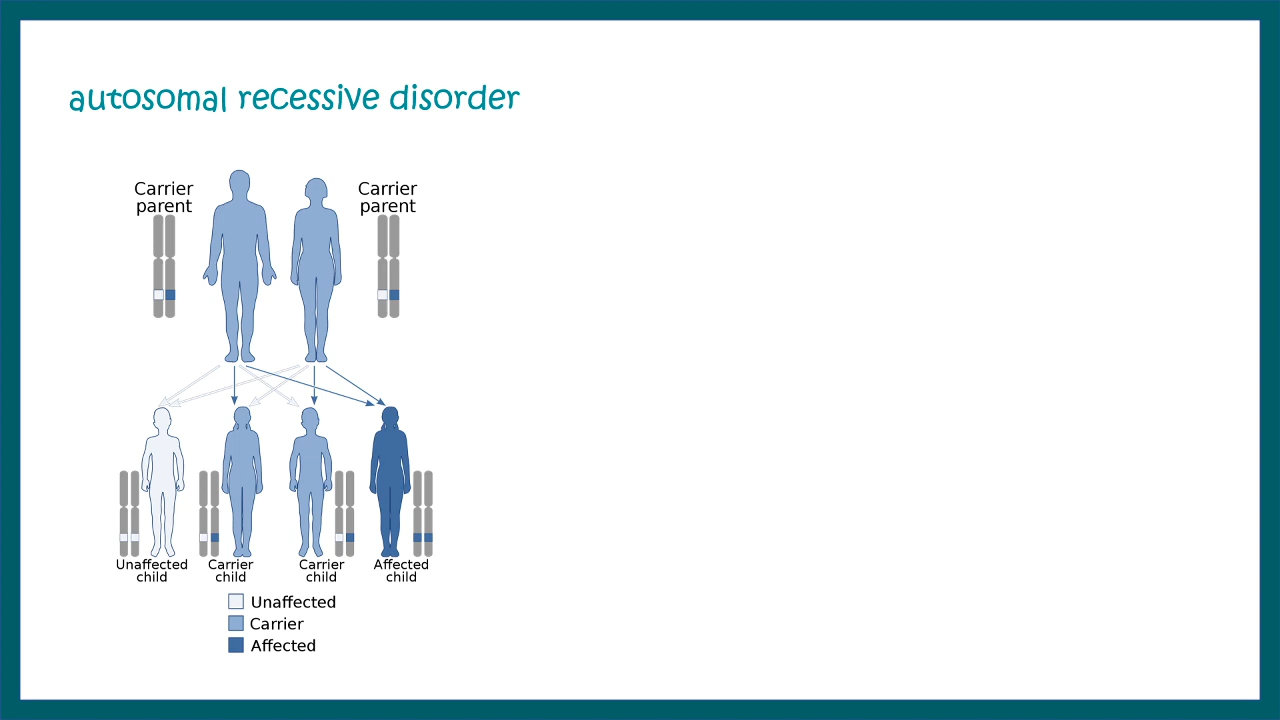 autosomal recessive disorder
Carrier
parent
Carrier
parent
Unaffected
child
Carrier
child
Carrier
child
Affected
child
Unaffected
Carrier
Affected